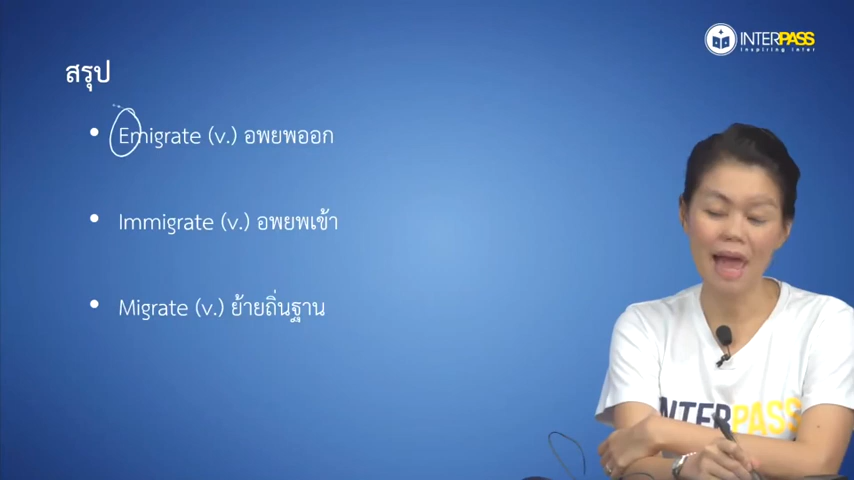 INTERPASS
Inspiring Inter
สรุป
• Emigrate (v.) อพยพออก
• Immigrate (v.) อพยพเข้า
• Migrate (v.) ย้ายถิ่นฐาน
INTERPASS